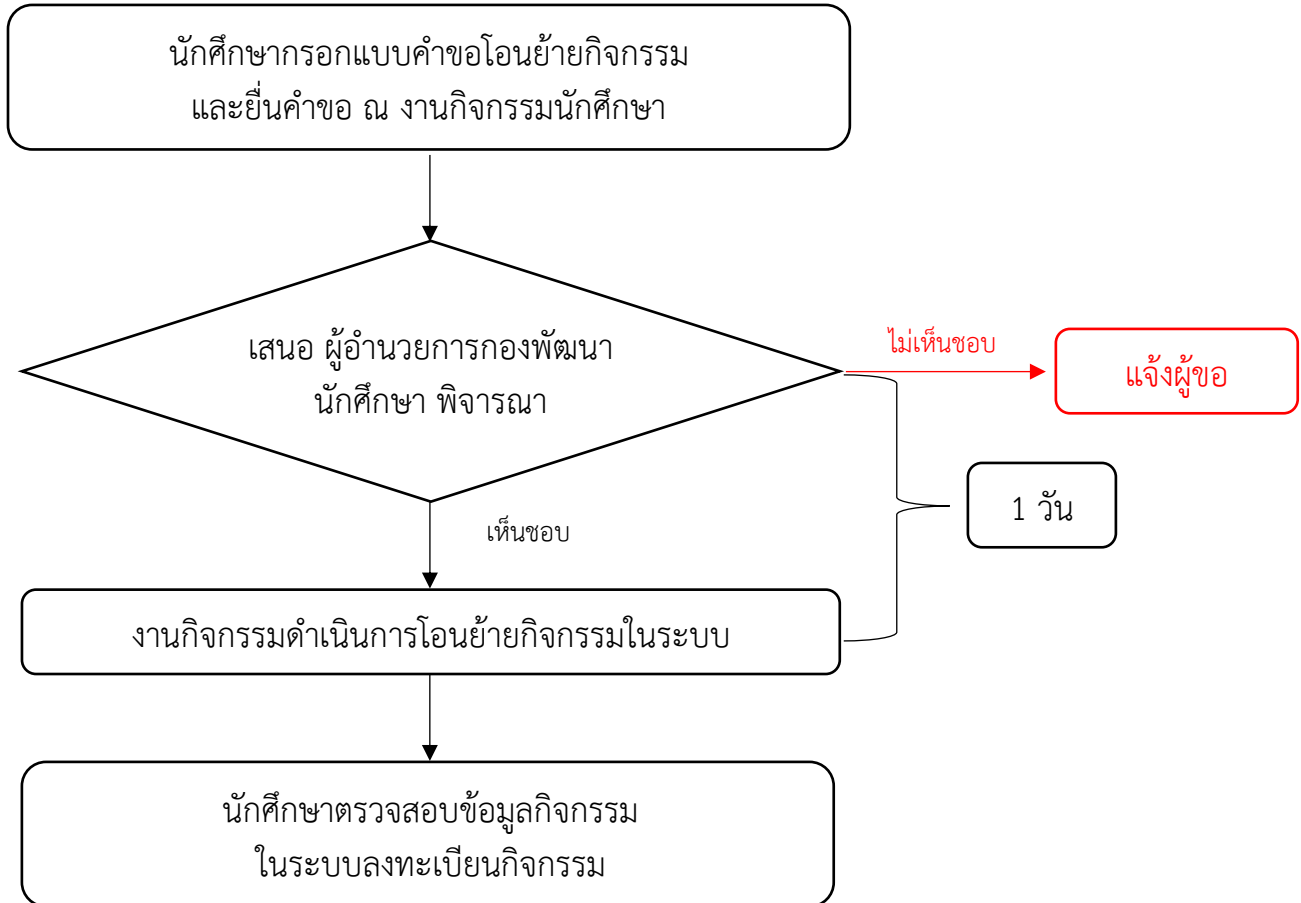 นักศึกษากรอกแบบคำขอโอนย้ายกิจกรรม
และยื่นคำขอ ณ งานกิจกรรมนักศึกษา
เสนอ ผู้อำนวยการกองพัฒนา
นักศึกษา พิจารณา
ไม่เห็นชอบ
แจ้งผู้ขอ
1 วัน
เห็นชอบ
งานกิจกรรมดำเนินการโอนย้ายกิจกรรมในระบบ
นักศึกษาตรวจสอบข้อมูลกิจกรรม
ในระบบลงทะเบียนกิจกรรม